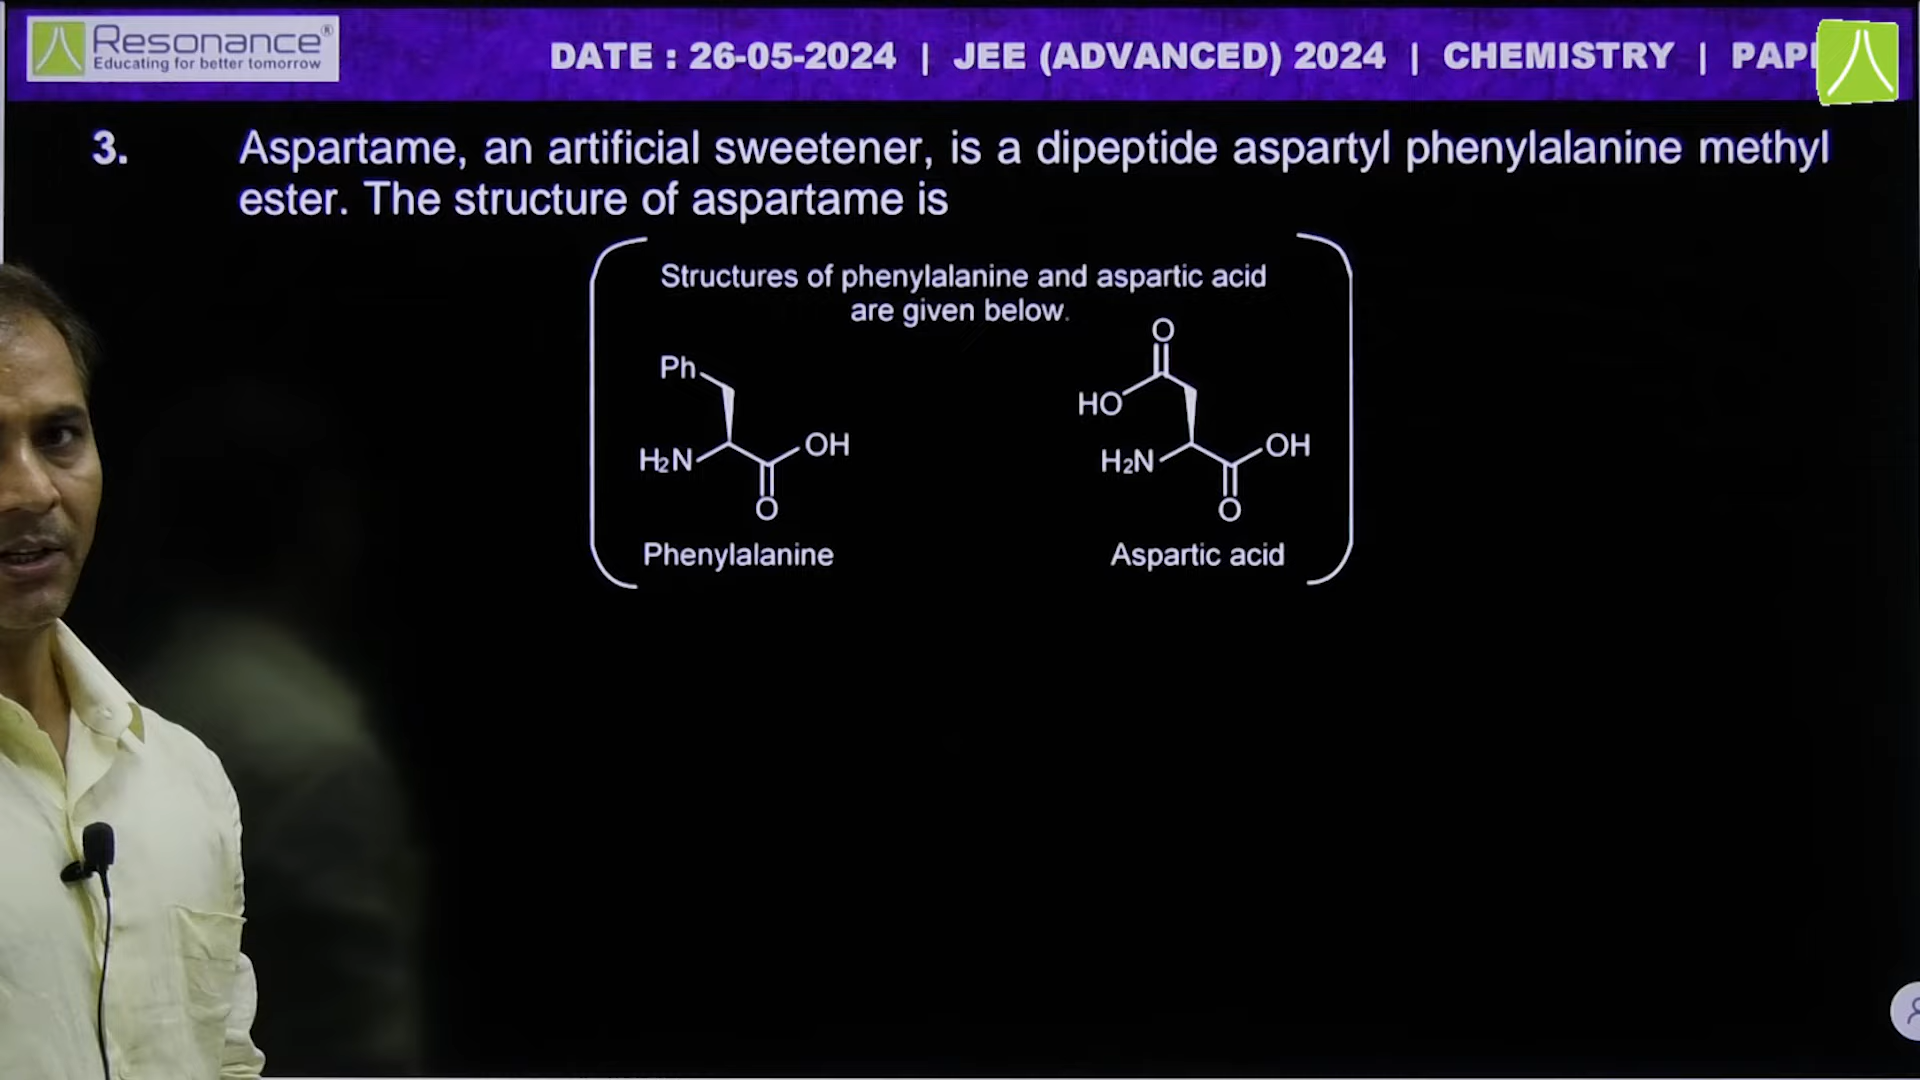 Resonance®
Educating for better tomorrow
DATE : 26-05-2024 | JEE (ADVANCED) 2024 | CHEMISTRY |
3. Aspartame, an artificial sweetener, is a dipeptide aspartyl phenylalanine methyl
ester. The structure of aspartame is
Structures of phenylalanine and aspartic acid
are given below.
Ph
H₂N
OH
O
Phenylalanine
O
HO
H₂N
OH
O
Aspartic acid